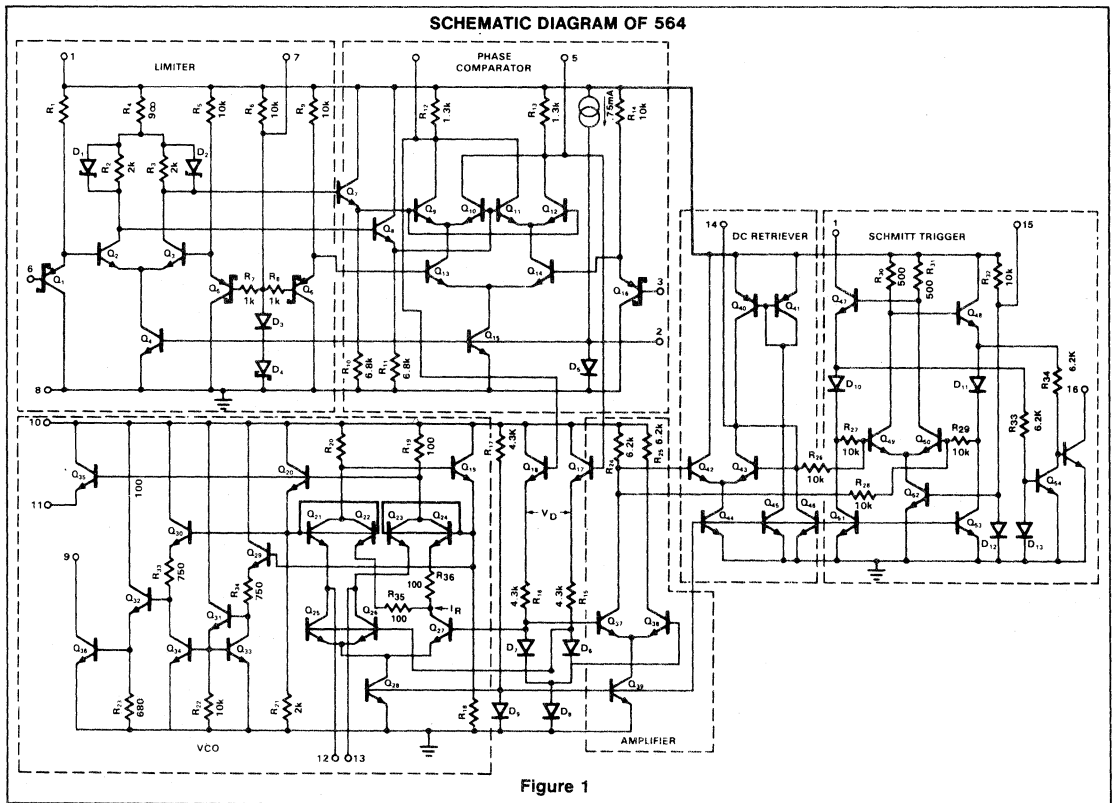 SCHEMATIC DIAGRAM OF 564
LIMITER
PHASE
COMPARATOR
1
7
5
R1
R4
900
R5
10k
R6
10k
R9
10k
R12
1.3k
R13
1.3k
.75mA
R14
10k
D1
R2
2k
R3
2k
D2
Q7
Q8
Q9
Q10
Q11
Q12
6
Q1
Q2
Q3
Q5
R7
1k
R8
1k
Q6
Q13
Q14
Q16
3
D3
D4
Q4
Q15
2
R10
6.8k
R11
6.8k
D5
8
14
DC RETRIEVER
1
SCHMITT TRIGGER
15
Q40
Q41
Q47
R30
500
R31
500
Q48
R32
10k
D10
D11
R34
6.2K
16
R33
6.2K
R27
10k
Q49
Q50
R29
10k
Q42
Q43
R26
10k
R28
10k
Q52
Q54
Q44
Q45
Q46
Q51
Q53
D12
D13
10
Q35
11
100
Q20
R20
R19
100
Q19
R17
4.3K
Q18
Q17
R24
6.2k
R25
6.2k
VD
Q21
Q22
Q23
Q24
Q30
R33
750
Q29
R34
750
9
Q32
Q31
R36
100
R35
100
IR
Q25
Q26
Q27
4.3k
R16
4.3k
R15
Q37
Q38
D7
D6
Q36
Q34
Q33
R23
680
R22
10k
R21
2k
Q28
R18
D9
D8
Q39
VCO
12
13
AMPLIFIER
Figure 1